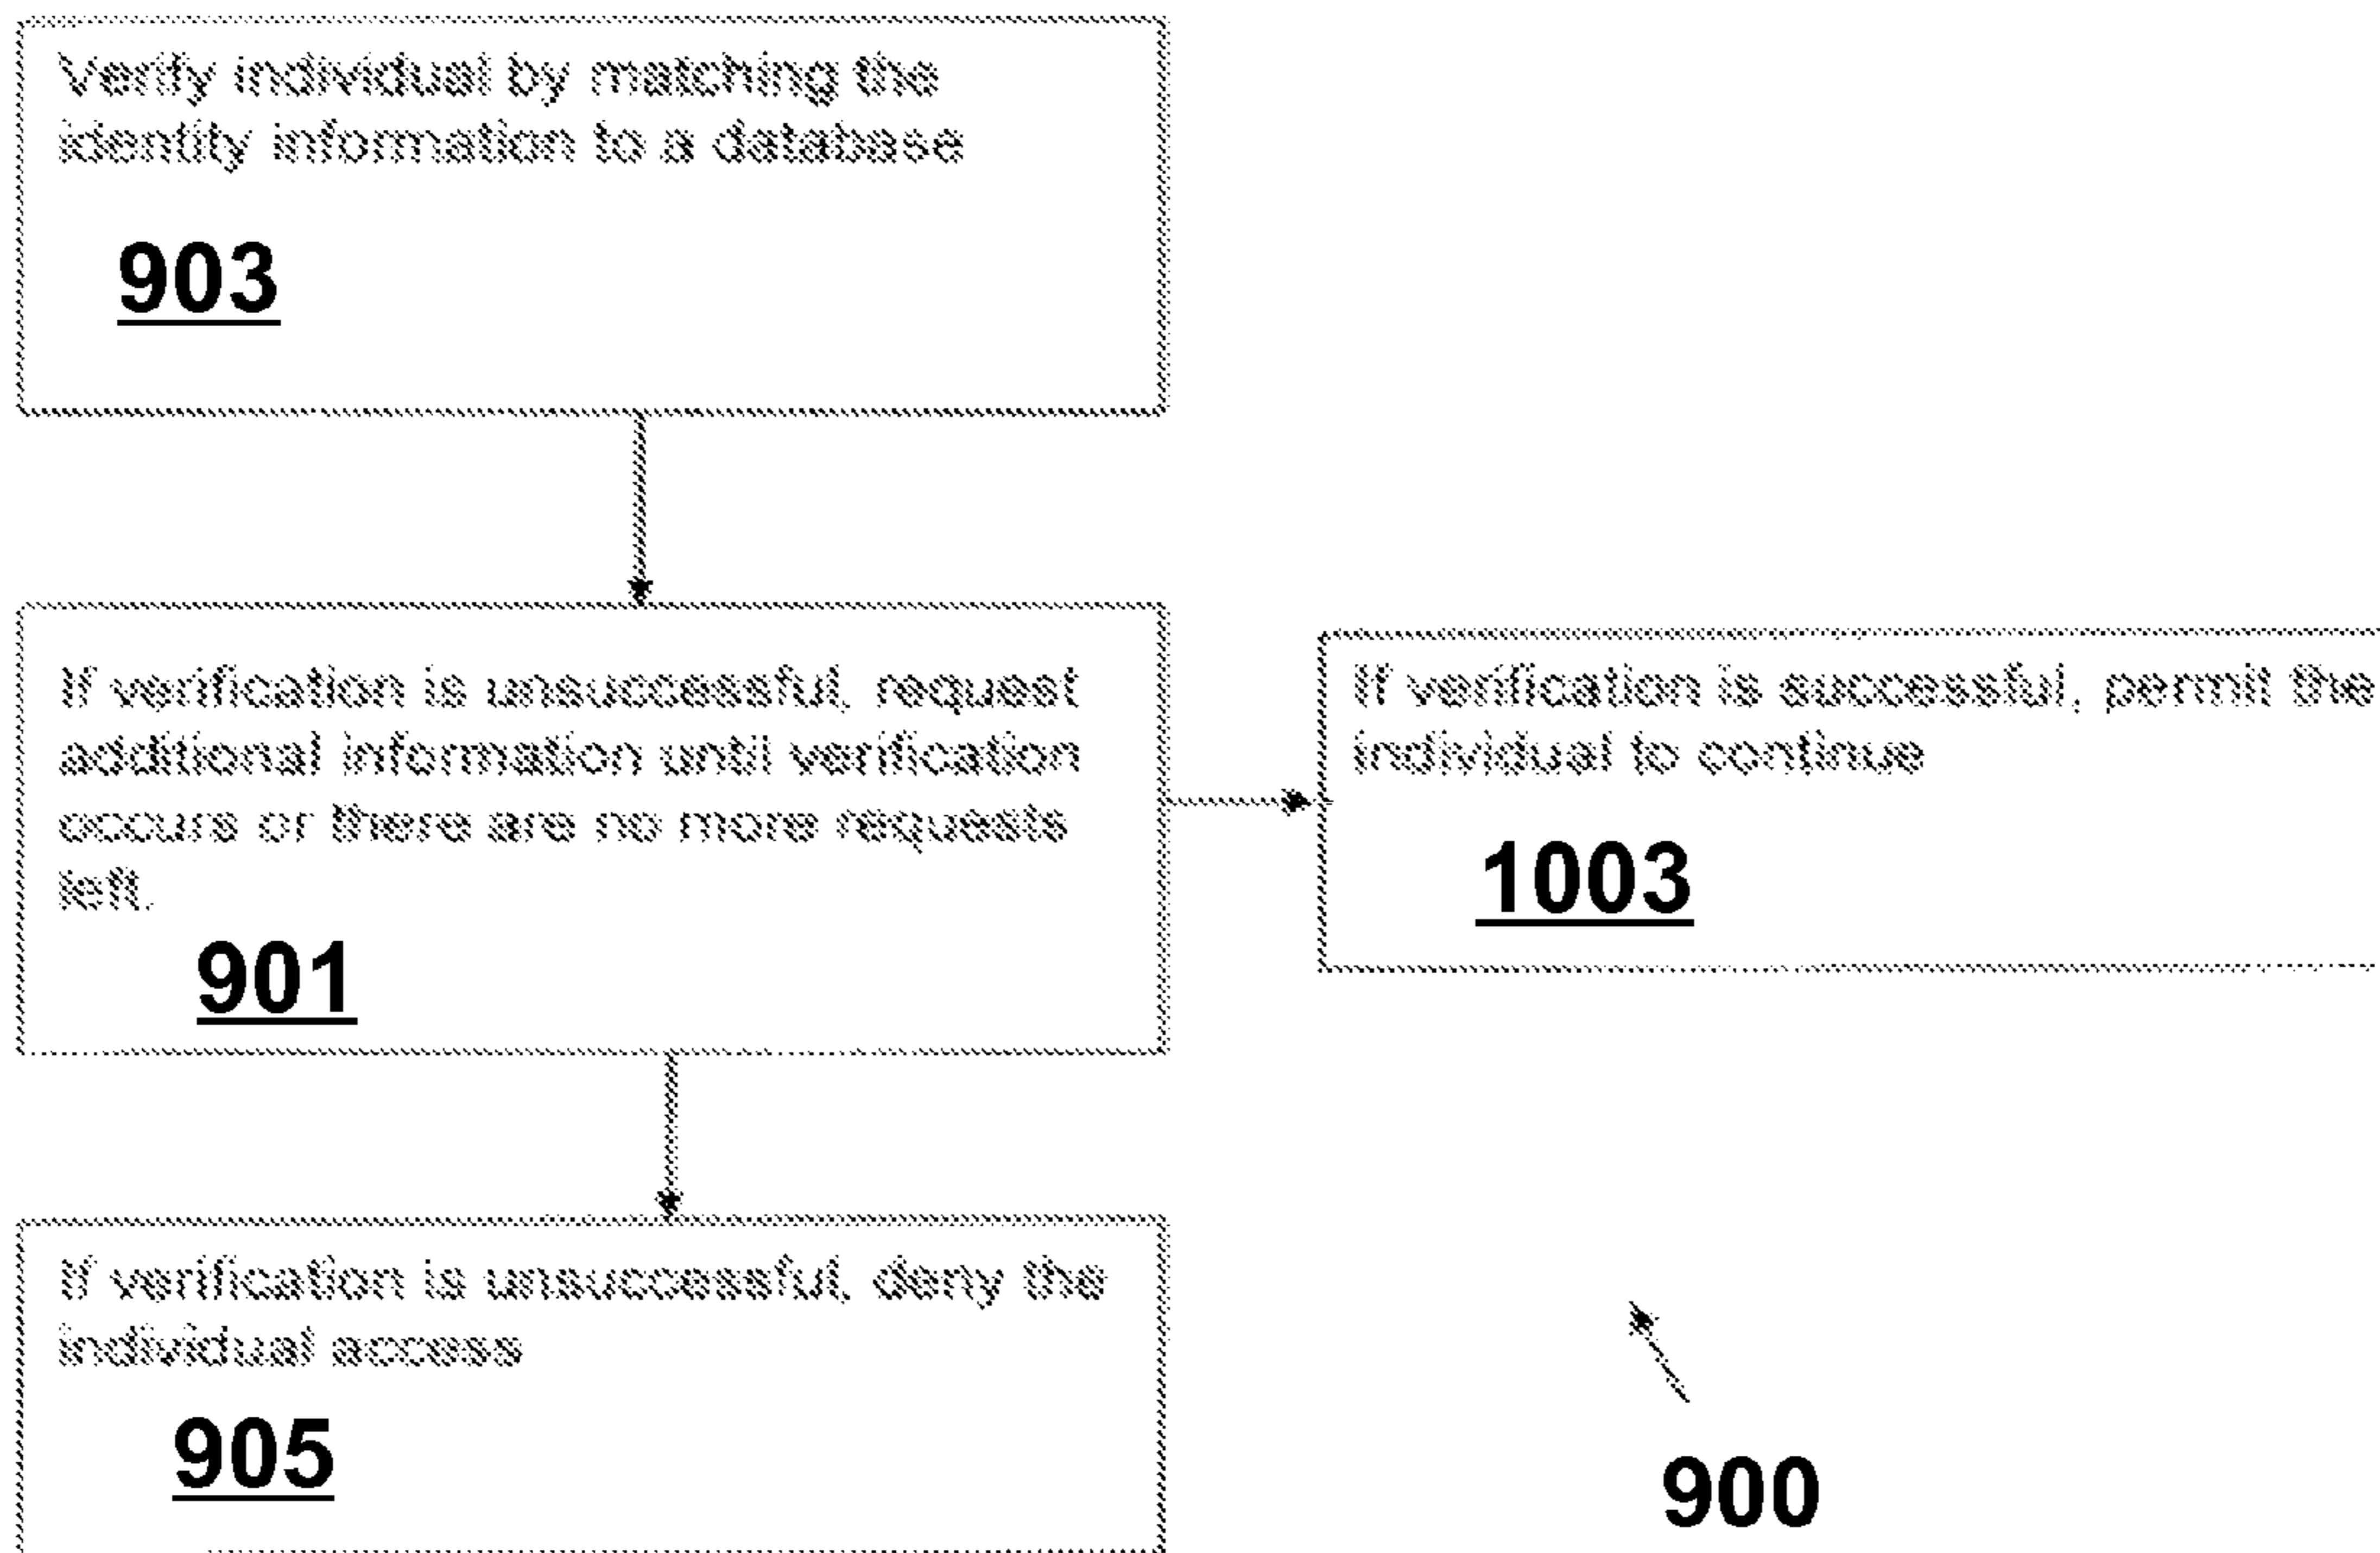 Verify individual by matching the
identity information to a database
903
If verification is unsuccessful, request
additional information until verification
occurs or there are no more requests
left.
901
If verification is successful, permit the
individual to continue
1003
If verification is unsuccessful, deny the
individual access
905
900